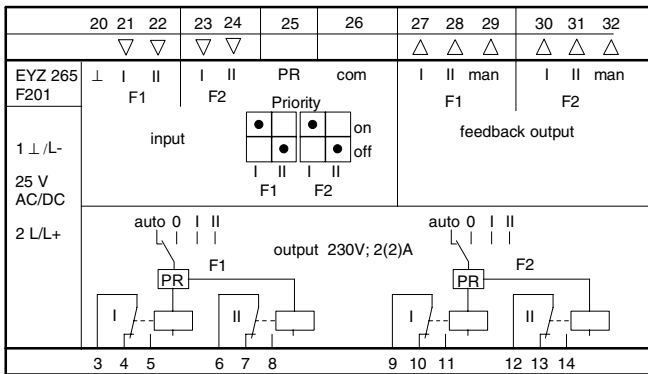 20 21 22 23 24 25 26 27 28 29 30 31 32
EYZ 265 ⊥ I II I II PR com I II man I II man
F201 F1 F2 F1 F2
Priority
on
input feedback output
off
1 ⊥ /L-
I II I II
F1 F2
25 V
AC/DC
2 L/L+
auto 0 I II auto 0 I II
output 230V; 2(2)A
F1 F2
PR PR
I II I II
3 4 5 6 7 8 9 10 11 12 13 14